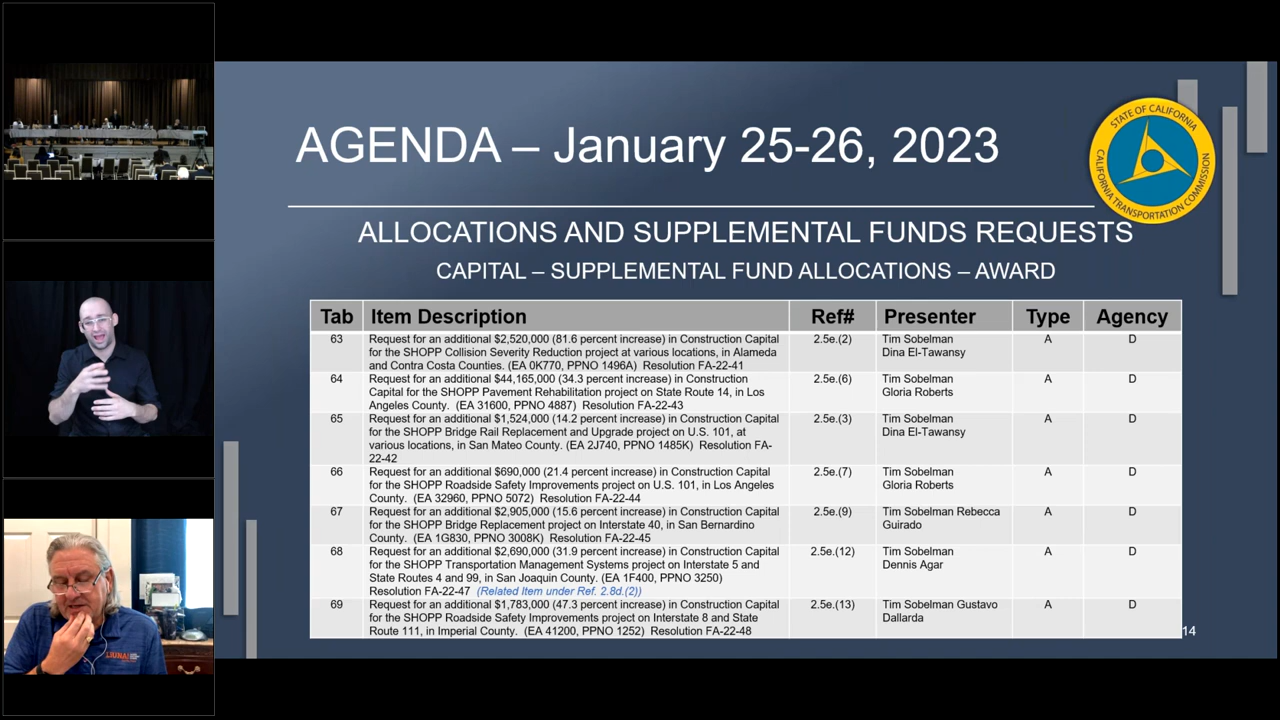 AGENDA – January 25-26, 2023
STATE OF CALIFORNIA
CALIFORNIA TRANSPORTATION COMMISSION
ALLOCATIONS AND SUPPLEMENTAL FUNDS REQUESTS
CAPITAL – SUPPLEMENTAL FUND ALLOCATIONS – AWARD
Tab Item Description Ref# Presenter Type Agency
63 Request for an additional $2,520,000 (81.6 percent increase) in Construction Capital 2.5e.(2) Tim Sobelman A D
for the SHOPP Collision Severity Reduction project at various locations, in Alameda Dina El-Tawansy
and Contra Costa Counties. (EA 0K770, PPNO 1496A) Resolution FA-22-41
64 Request for an additional $44,165,000 (34.3 percent increase) in Construction 2.5e.(6) Tim Sobelman A D
Capital for the SHOPP Pavement Rehabilitation project on State Route 14, in Los Gloria Roberts
Angeles County. (EA 31600, PPNO 4887) Resolution FA-22-43
65 Request for an additional $1,524,000 (14.2 percent increase) in Construction Capital 2.5e.(3) Tim Sobelman A D
for the SHOPP Bridge Rail Replacement and Upgrade project on U.S. 101, at Dina El-Tawansy
various locations, in San Mateo County. (EA 2J740, PPNO 1485K) Resolution FA-
22-42
66 Request for an additional $690,000 (21.4 percent increase) in Construction Capital 2.5e.(7) Tim Sobelman A D
for the SHOPP Roadside Safety Improvements project on U.S. 101, in Los Angeles Gloria Roberts
County. (EA 32960, PPNO 5072) Resolution FA-22-44
67 Request for an additional $2,905,000 (15.6 percent increase) in Construction Capital 2.5e.(9) Tim Sobelman Rebecca A D
for the SHOPP Bridge Replacement project on Interstate 40, in San Bernardino Guirado
County. (EA 1G830, PPNO 3008K) Resolution FA-22-45
68 Request for an additional $2,690,000 (31.9 percent increase) in Construction Capital 2.5e.(12) Tim Sobelman A D
for the SHOPP Transportation Management Systems project on Interstate 5 and Dennis Agar
State Routes 4 and 99, in San Joaquin County. (EA 1F400, PPNO 3250)
Resolution FA-22-47 (Related Item under Ref. 2.8d.(2))
69 Request for an additional $1,783,000 (47.3 percent increase) in Construction Capital 2.5e.(13) Tim Sobelman Gustavo A D
for the SHOPP Roadside Safety Improvements project on Interstate 8 and State Dallarda
Route 111, in Imperial County. (EA 41200, PPNO 1252) Resolution FA-22-48
14
LIUNA!